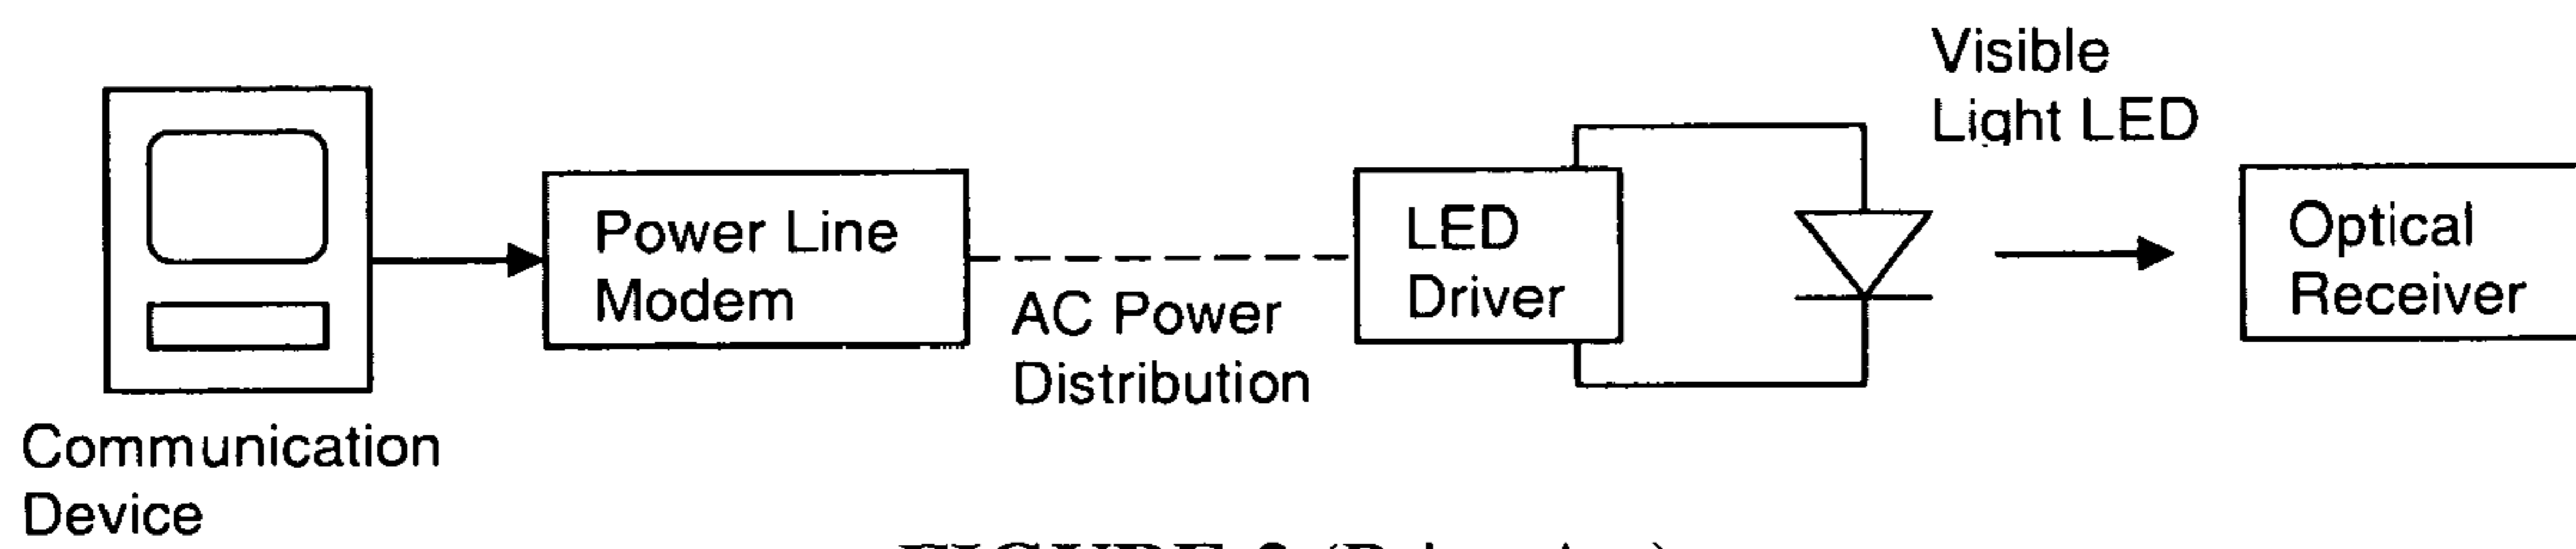 Visible
Light LED
Power Line
Modem
AC Power
Distribution
LED
Driver
Optical
Receiver
Communication
Device